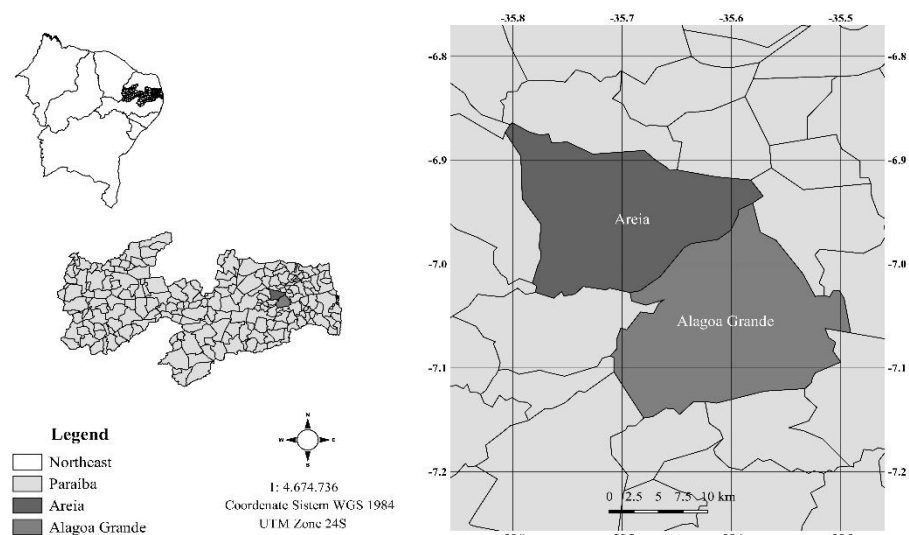 -35.8 -35.7 -35.6 -35.5
-6.8 -6.8
-6.9 -6.9
Areia
-7.0 -7.0
Alagoa Grande
-7.1 -7.1
-7.2 -7.2
0 2.5 5 7.5 10 km
N
W E
S
Legend
Northeast
Paraíba
Areia
Alagoa Grande
1: 4.674.736
Coordenate Sistem WGS 1984
UTM Zone 24S